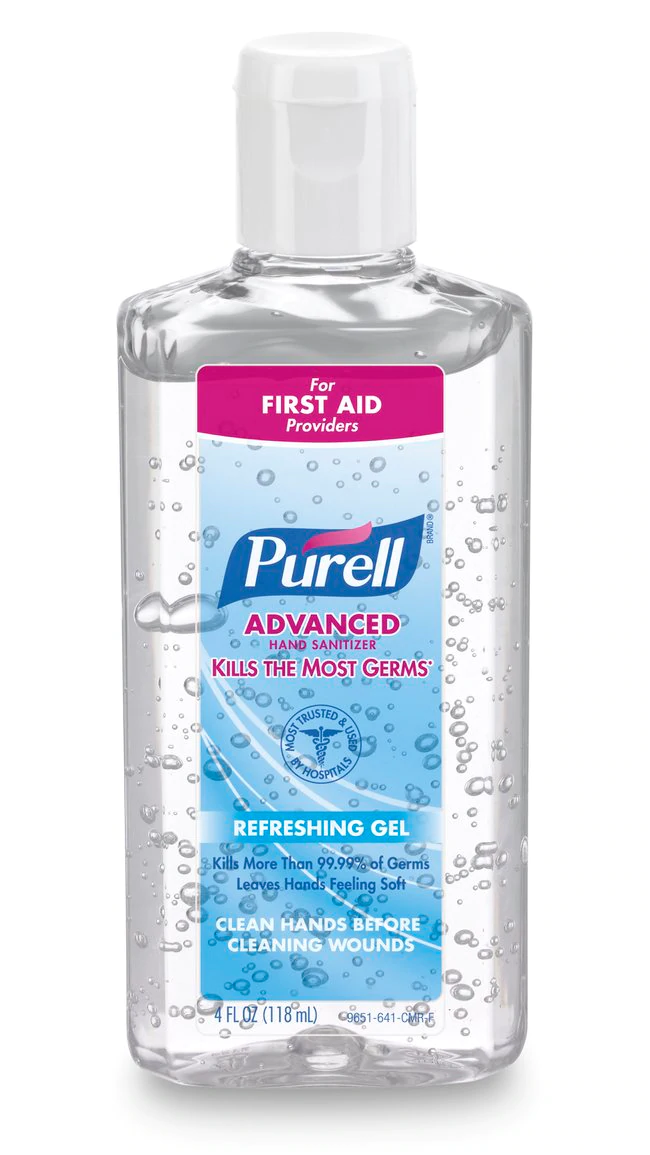 For
FIRST AID
Providers
Purell
BRAND®
ADVANCED
HAND SANITIZER
KILLS THE MOST GERMS*
MOST TRUSTED & USED
BY HOSPITALS
REFRESHING GEL
Kills More Than 99.99% of Germs
Leaves Hands Feeling Soft
CLEAN HANDS BEFORE
CLEANING WOUNDS
4 FL OZ (118 mL) 9651-641-CMR-F